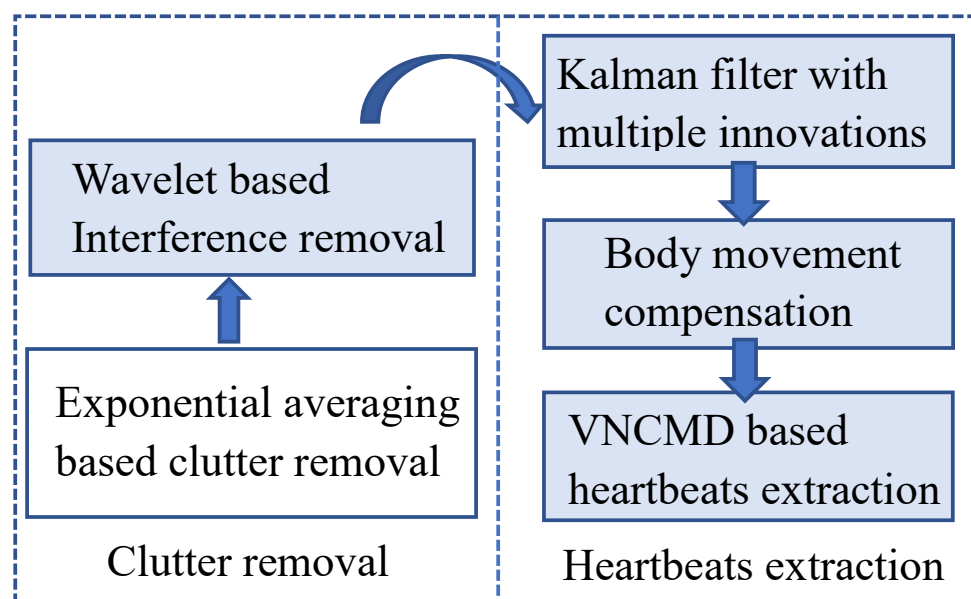 Wavelet based
Interference removal
Exponential averaging
based clutter removal
Clutter removal
Kalman filter with
multiple innovations
Body movement
compensation
VNCMD based
heartbeats extraction
Heartbeats extraction